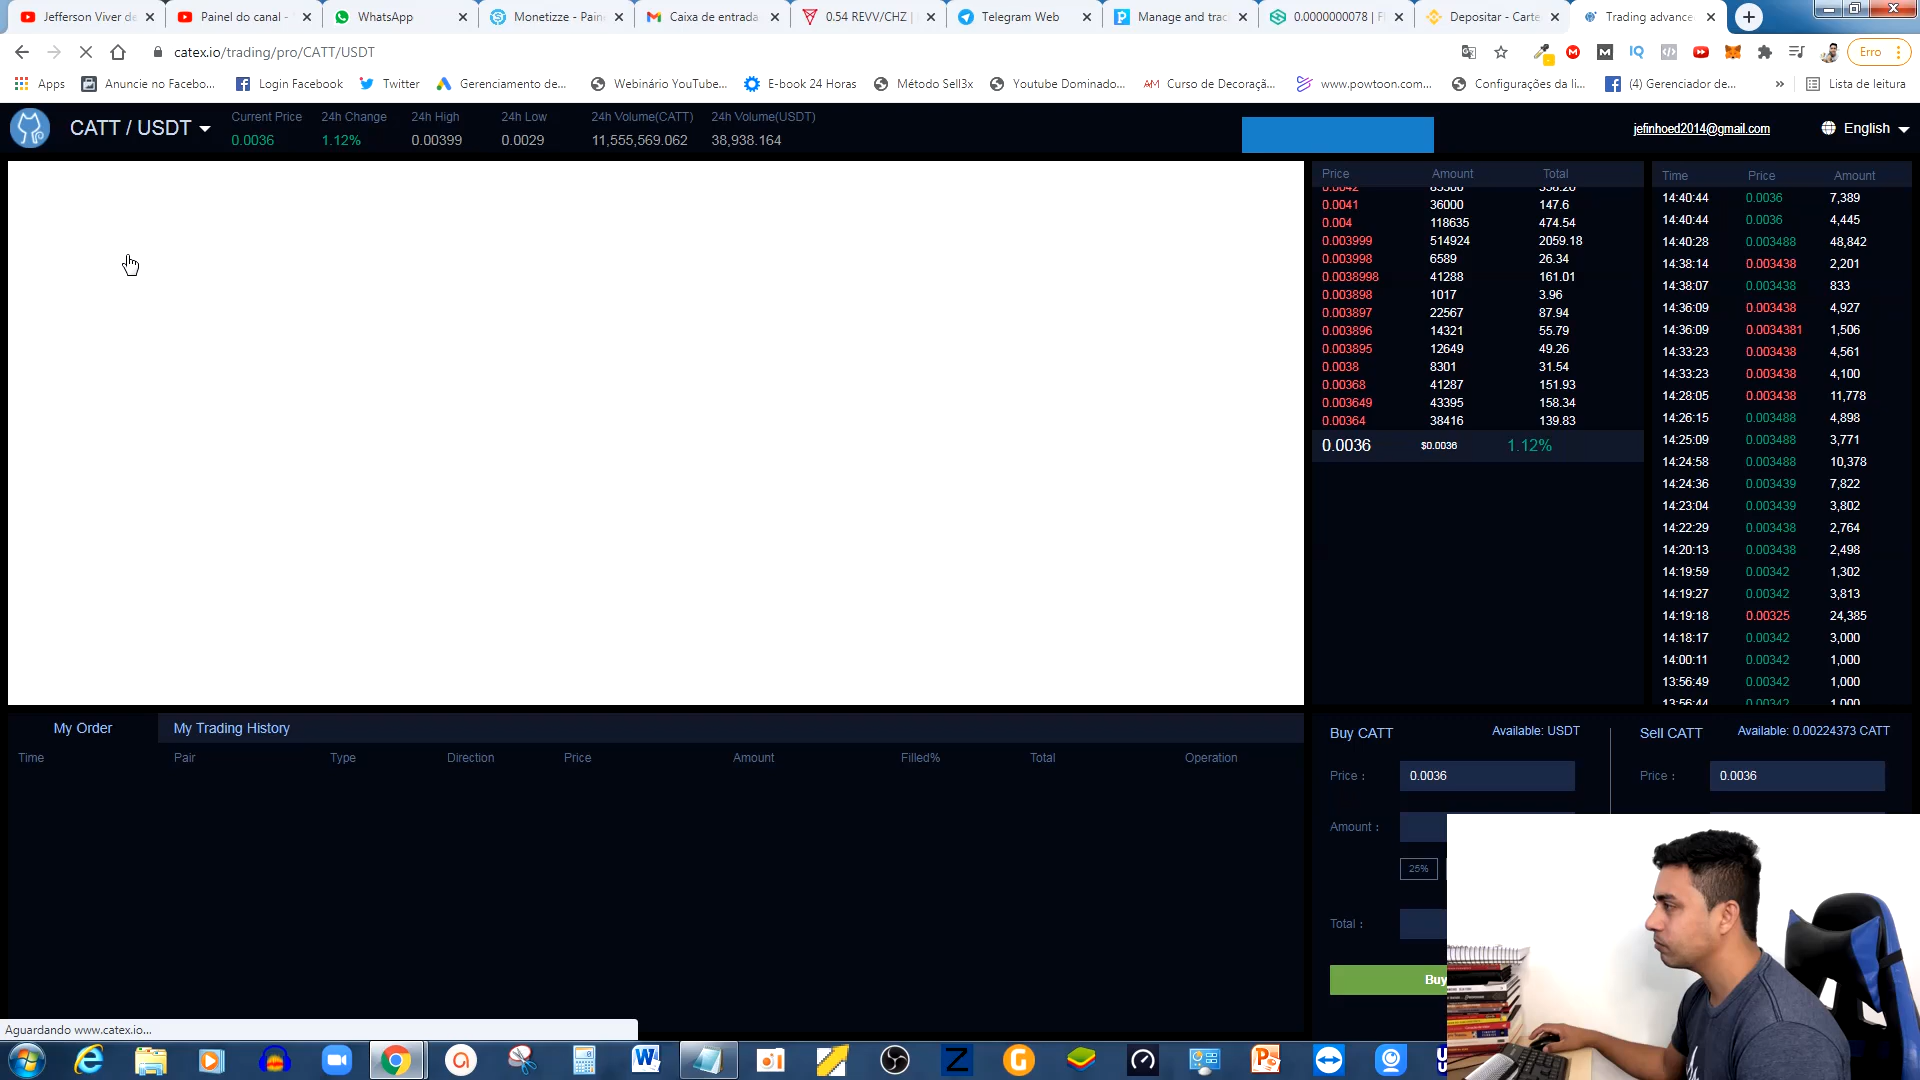 Jefferson Viver de
Painel do canal -
WhatsApp
Monetizze - Pain
Caixa de entrada
0.54 REVV/CHZ |
Telegram Web
Manage and trac
0.0000000078 | F
Depositar - Carte
Trading advance
catex.io/trading/pro/CATT/USDT
Erro
Apps
Anuncie no Facebo...
Login Facebook
Twitter
Gerenciamento de...
Webinário YouTube...
E-book 24 Horas
Método Sell3x
Youtube Dominado...
Curso de Decoraçã...
www.powtoon.com...
Configurações da li...
(4) Gerenciador de...
»
Lista de leitura
CATT / USDT
Current Price 24h Change 24h High 24h Low 24h Volume(CATT) 24h Volume(USDT)
0.0036 1.12% 0.00399 0.0029 11,555,569.062 38,938.164
jefinhoed2014@gmail.com
English
Price Amount Total
0.0041 36000 147.6
0.004 118635 474.54
0.003999 514924 2059.18
0.003998 6589 26.34
0.0038998 41288 161.01
0.003898 1017 3.96
0.003897 22567 87.94
0.003896 14321 55.79
0.003895 12649 49.26
0.0038 8301 31.54
0.00368 41287 151.93
0.003649 43395 158.34
0.00364 38416 139.83
0.0036 $0.0036 1.12%
Time Price Amount
14:40:44 0.0036 7,389
14:40:44 0.0036 4,445
14:40:28 0.003488 48,842
14:38:14 0.003438 2,201
14:38:07 0.003438 833
14:36:09 0.003438 4,927
14:36:09 0.0034381 1,506
14:33:23 0.003438 4,561
14:33:23 0.003438 4,100
14:28:05 0.003438 11,778
14:26:15 0.003488 4,898
14:25:09 0.003488 3,771
14:24:58 0.003488 10,378
14:24:36 0.003439 7,822
14:23:04 0.003439 3,802
14:22:29 0.003438 2,764
14:20:13 0.003438 2,498
14:19:59 0.00342 1,302
14:19:27 0.00342 3,813
14:19:18 0.00325 24,385
14:18:17 0.00342 3,000
14:00:11 0.00342 1,000
13:56:49 0.00342 1,000
13:56:44 0.00342 1,000
My Order My Trading History
Time Pair Type Direction Price Amount Filled% Total Operation
Buy CATT Available: USDT
Price : 0.0036
Amount :
25%
Total :
Buy
Sell CATT Available: 0.00224373 CATT
Price : 0.0036
Aguardando www.catex.io...